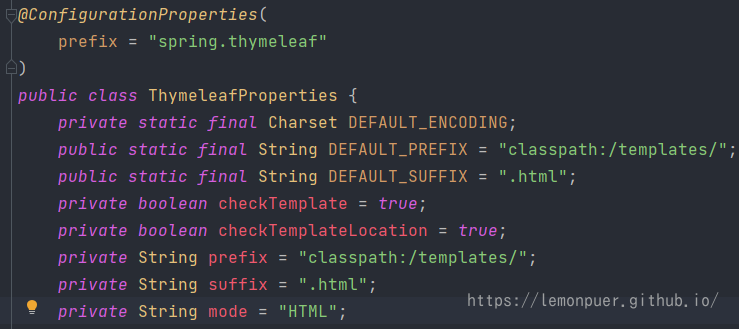 @ConfigurationProperties(
    prefix = "spring.thymeleaf"
)
public class ThymeleafProperties {
    private static final Charset DEFAULT_ENCODING;
    public static final String DEFAULT_PREFIX = "classpath:/templates/";
    public static final String DEFAULT_SUFFIX = ".html";
    private boolean checkTemplate = true;
    private boolean checkTemplateLocation = true;
    private String prefix = "classpath:/templates/";
    private String suffix = ".html";
    private String mode = "HTML";
https://lemonpuer.github.io/